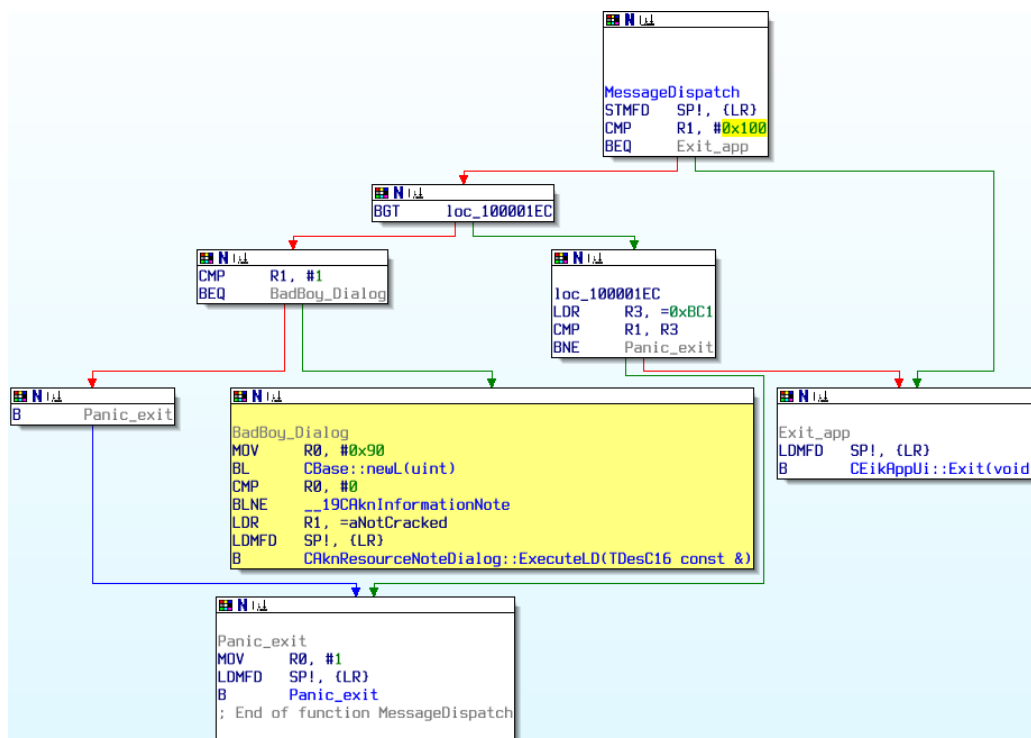 MessageDispatch
STMFD SP!, {LR}
CMP R1, #0x100
BEQ Exit_app
BGT loc_100001EC
CMP R1, #1
BEQ BadBoy_Dialog
loc_100001EC
LDR R3, =0xBC1
CMP R1, R3
BNE Panic_exit
B Panic_exit
BadBoy_Dialog
MOV R0, #0x90
BL CBase::newL(uint)
CMP R0, #0
BLNE __19CAknInformationNote
LDR R1, =aNotCracked
LDMFD SP!, {LR}
B CAknResourceNoteDialog::ExecuteLD(TDesC16 const &)
Exit_app
LDMFD SP!, {LR}
B CEikAppUi::Exit(void
Panic_exit
MOV R0, #1
LDMFD SP!, {LR}
B Panic_exit
; End of function MessageDispatch